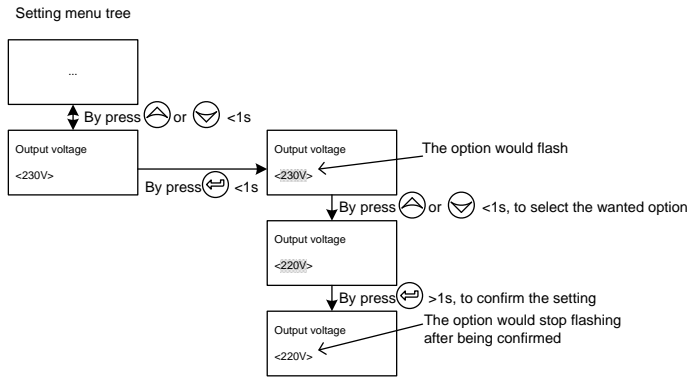 Setting menu tree
...
By press or <1s
Output voltage
<230V>
By press <1s
Output voltage
<230V>
The option would flash
By press or <1s, to select the wanted option
Output voltage
<220V>
By press >1s, to confirm the setting
Output voltage
<220V>
The option would stop flashing
after being confirmed